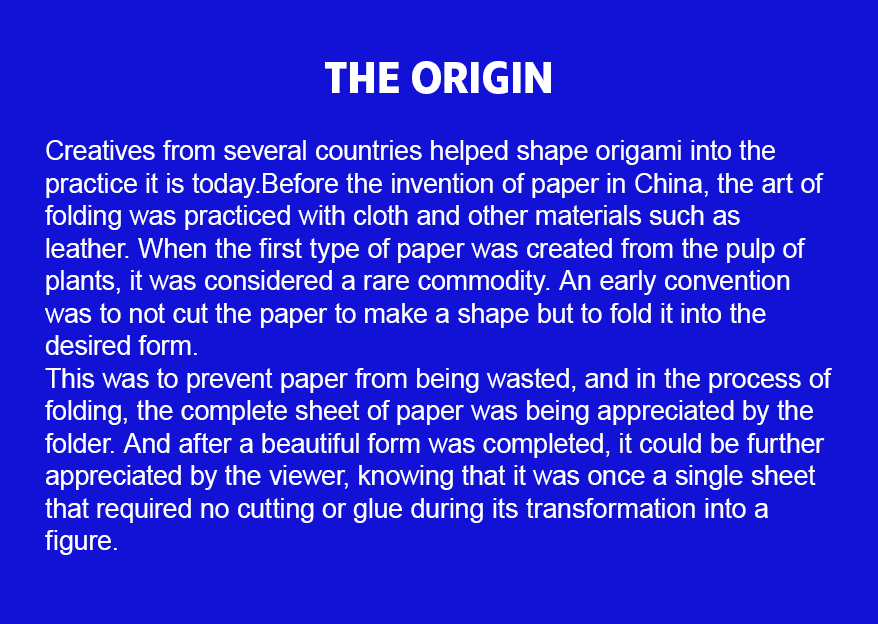 THE ORIGIN
Creatives from several countries helped shape origami into the
practice it is today.Before the invention of paper in China, the art of
folding was practiced with cloth and other materials such as
leather. When the first type of paper was created from the pulp of
plants, it was considered a rare commodity. An early convention
was to not cut the paper to make a shape but to fold it into the
desired form.
This was to prevent paper from being wasted, and in the process of
folding, the complete sheet of paper was being appreciated by the
folder. And after a beautiful form was completed, it could be further
appreciated by the viewer, knowing that it was once a single sheet
that required no cutting or glue during its transformation into a
figure.